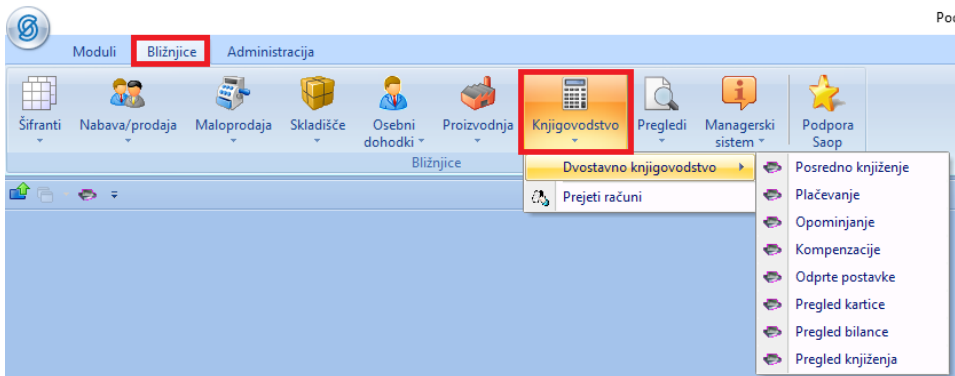 Pod
Moduli Bližnjice Administracija
Šifranti Nabava/prodaja Maloprodaja Skladišče Osebni dohodki Proizvodnja Knjigovodstvo Pregledi Managerski sistem Podpora Saop
Bližnjice
Dvostavno knjigovodstvo
Prejeti računi
Posredno knjiženje
Plačevanje
Opominjanje
Kompenzacije
Odprte postavke
Pregled kartice
Pregled bilance
Pregled knjiženja